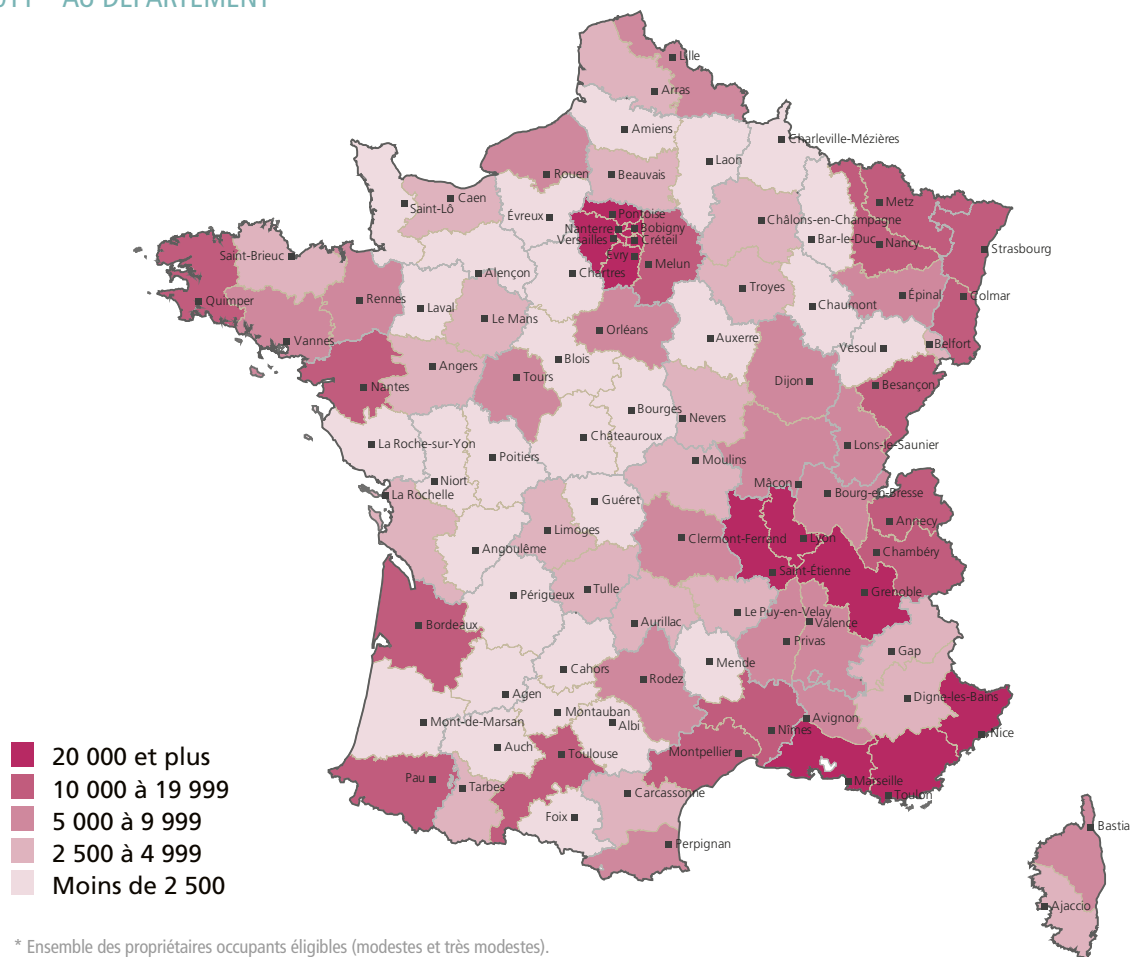 Lille
Arras
Amiens
Charleville-Mézières
Laon
Rouen
Beauvais
Caen
Saint-Lô
Évreux
Pontoise
Nanterre
Bobigny
Versailles
Créteil
Évry
Melun
Metz
Châlons-en-Champagne
Bar-le-Duc
Nancy
Strasbourg
Saint-Brieuc
Alençon
Chartres
Quimper
Rennes
Laval
Le Mans
Troyes
Chaumont
Épinal
Colmar
Vannes
Orléans
Auxerre
Vesoul
Belfort
Blois
Angers
Tours
Dijon
Besançon
Nantes
Bourges
Nevers
Châteauroux
La Roche-sur-Yon
Poitiers
Lons-le-Saunier
Moulins
Niort
Mâcon
La Rochelle
Guéret
Bourg-en-Bresse
Annecy
Limoges
Clermont-Ferrand
Lyon
Angoulême
Chambéry
Saint-Étienne
Périgueux
Tulle
Grenoble
Bordeaux
Aurillac
Le Puy-en-Velay
Valence
Privas
Gap
Cahors
Mende
Rodez
Agen
Digne-les-Bains
Mont-de-Marsan
Montauban
Albi
Avignon
Nîmes
Nice
Auch
Toulouse
Montpellier
Pau
Tarbes
Carcassonne
Marseille
Toulon
Foix
Perpignan
Bastia
Ajaccio
20 000 et plus
10 000 à 19 999
5 000 à 9 999
2 500 à 4 999
Moins de 2 500
* Ensemble des propriétaires occupants éligibles (modestes et très modestes).